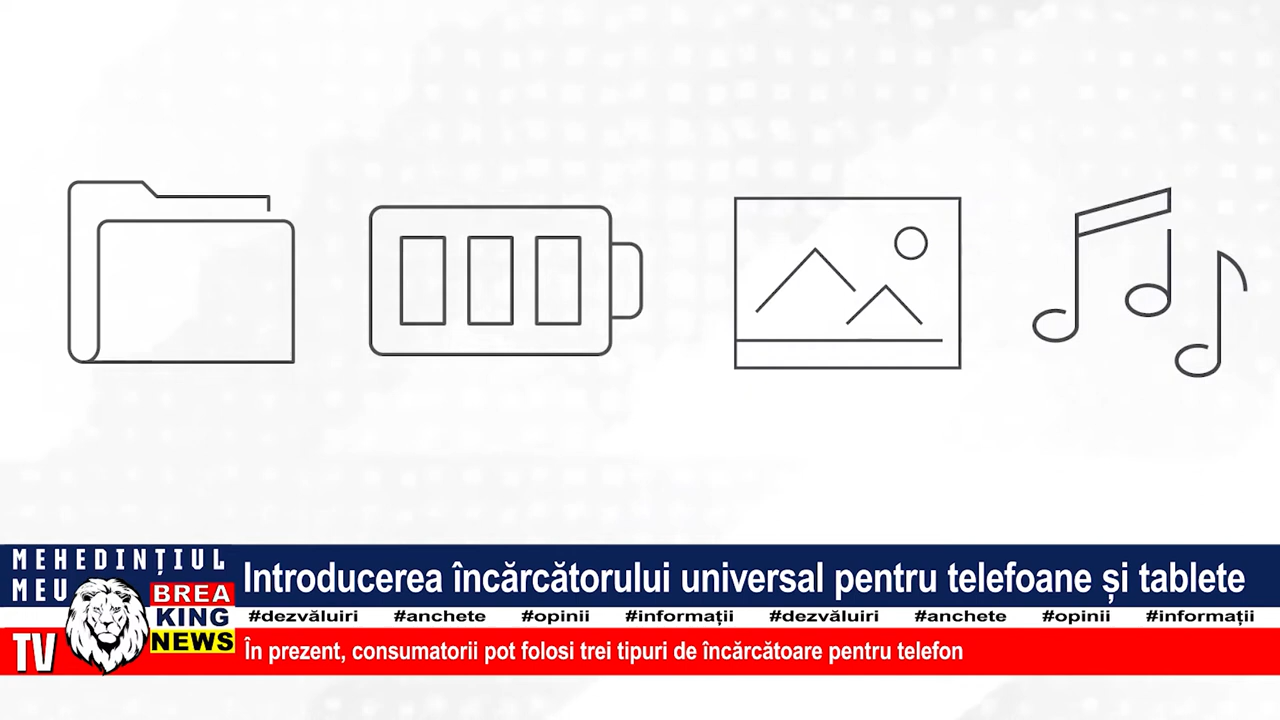 MEHEDINȚIUL
MEU
TV
BREA
KING
NEWS
Introducerea încărcătorului universal pentru telefoane și tablete
#dezvăluiri #anchete #opinii #informații #dezvăluiri #anchete #opinii #informații
În prezent, consumatorii pot folosi trei tipuri de încărcătoare pentru telefon